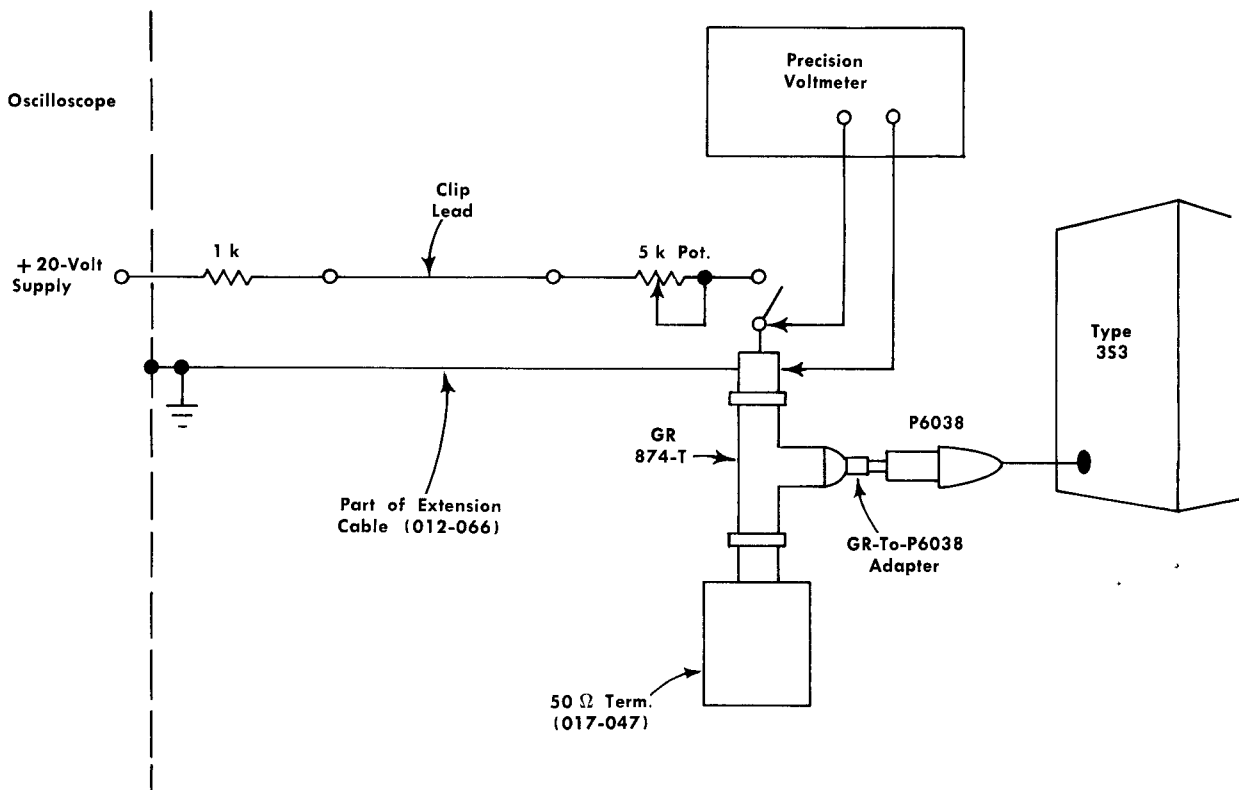 Precision
Voltmeter
Oscilloscope
Clip
Lead
1 k
5 k Pot.
+ 20-Volt
Supply
Type
3S3
P6038
GR
874-T
Part of Extension
Cable (012-066)
GR-To-P6038
Adapter
50 Ω Term.
(017-047)